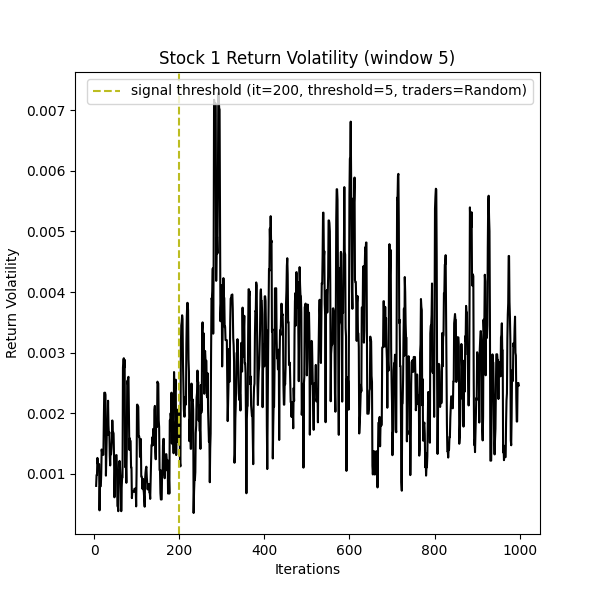 Stock 1 Return Volatility (window 5)
signal threshold (it=200, threshold=5, traders=Random)
0.007
0.006
0.005
0.004
0.003
0.002
0.001
Return Volatility
0 200 400 600 800 1000
Iterations